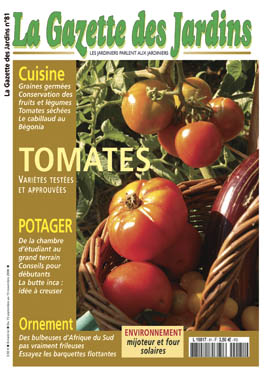 La Gazette des Jardins n°81
La Gazette des Jardins
LES JARDINIERS PARLENT AUX JARDINIERS
Cuisine
Graines germées
Conservation des
fruits et légumes
Tomates séchées
Le cabillaud au
Bégonia
TOMATES
VARIÉTÉS TESTÉES
ET APPROUVÉES
POTAGER
De la chambre
d'étudiant au
grand terrain
Conseils pour
débutants
La butte inca :
idée à creuser
Ornement
Des bulbeuses d'Afrique du Sud
pas vraiment frileuses
Essayez les barquettes flottantes
ENVIRONNEMENT
mijoteur et four
solaires